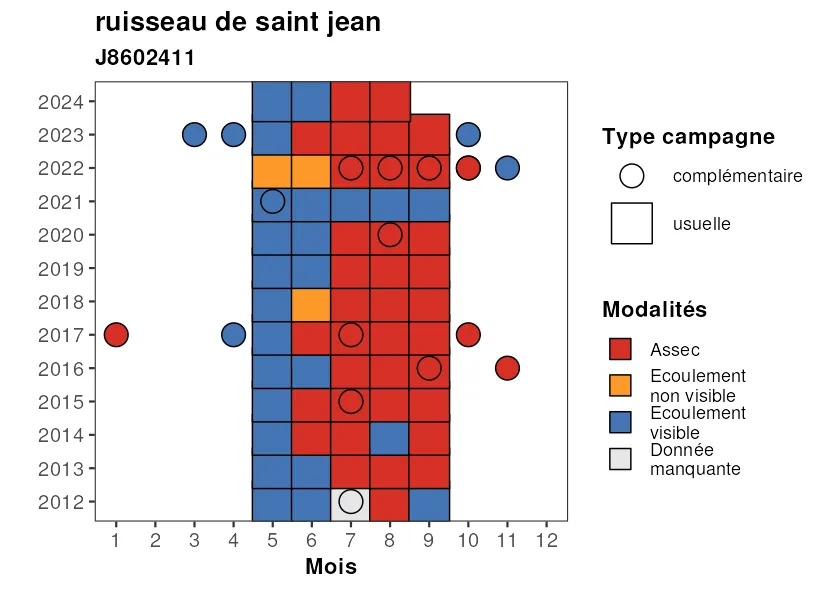 ruisseau de saint jean
J8602411
2024
2023
2022
2021
2020
2019
2018
2017
2016
2015
2014
2013
2012
1 2 3 4 5 6 7 8 9 10 11 12
Mois
Type campagne
complémentaire
usuelle
Modalités
Assec
Ecoulement
non visible
Ecoulement
visible
Donnée
manquante